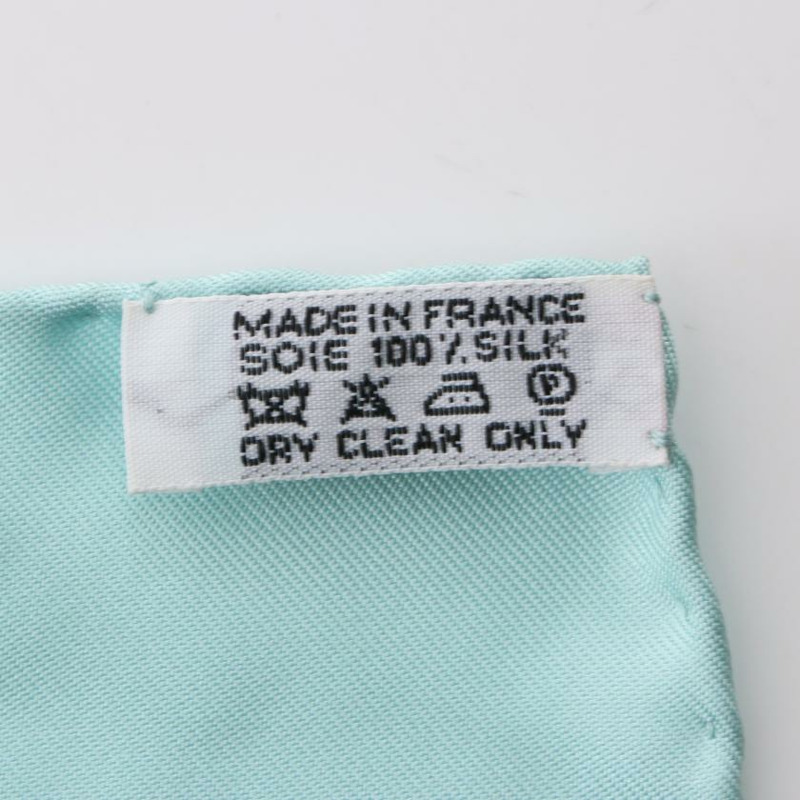 MADE IN FRANCE
SOIE 100% SILK
P
DRY CLEAN ONLY